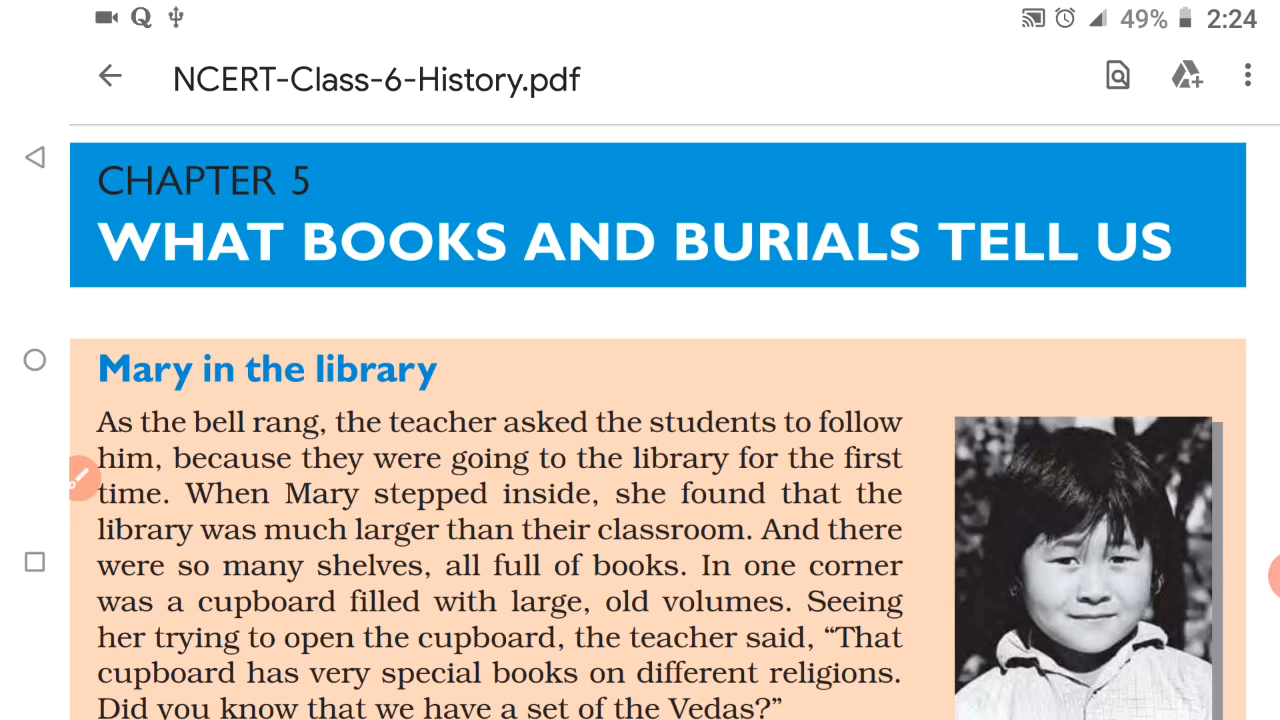 49% 2:24
NCERT-Class-6-History.pdf
CHAPTER 5
WHAT BOOKS AND BURIALS TELL US
Mary in the library
As the bell rang, the teacher asked the students to follow
him, because they were going to the library for the first
time. When Mary stepped inside, she found that the
library was much larger than their classroom. And there
were so many shelves, all full of books. In one corner
was a cupboard filled with large, old volumes. Seeing
her trying to open the cupboard, the teacher said, “That
cupboard has very special books on different religions.
Did you know that we have a set of the Vedas?”